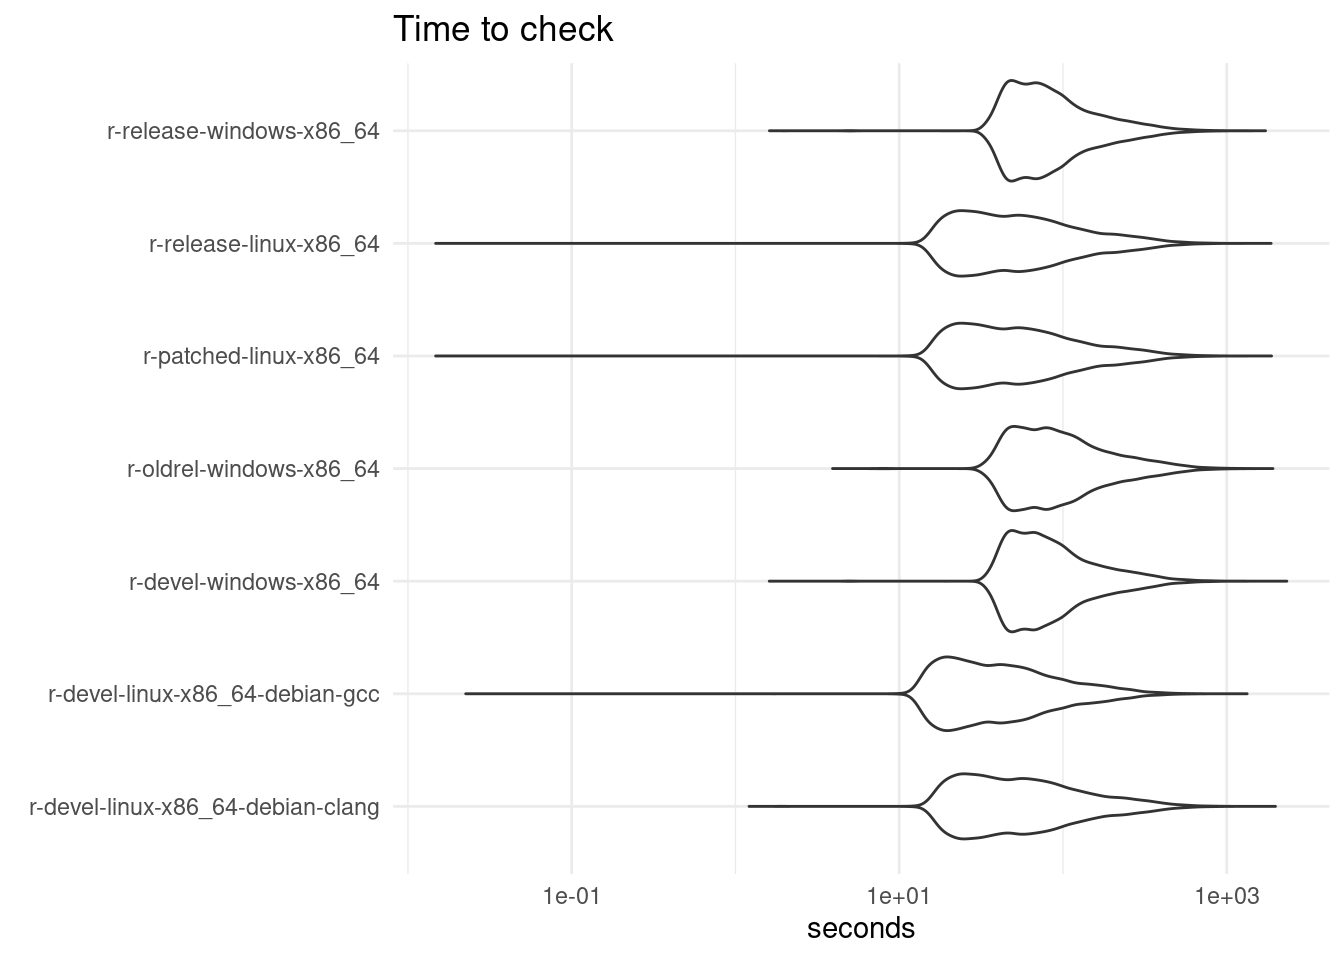 Time to check
r-release-windows-x86_64
r-release-linux-x86_64
r-patched-linux-x86_64
r-oldrel-windows-x86_64
r-devel-windows-x86_64
r-devel-linux-x86_64-debian-gcc
r-devel-linux-x86_64-debian-clang
1e-01 1e+01 1e+03
seconds